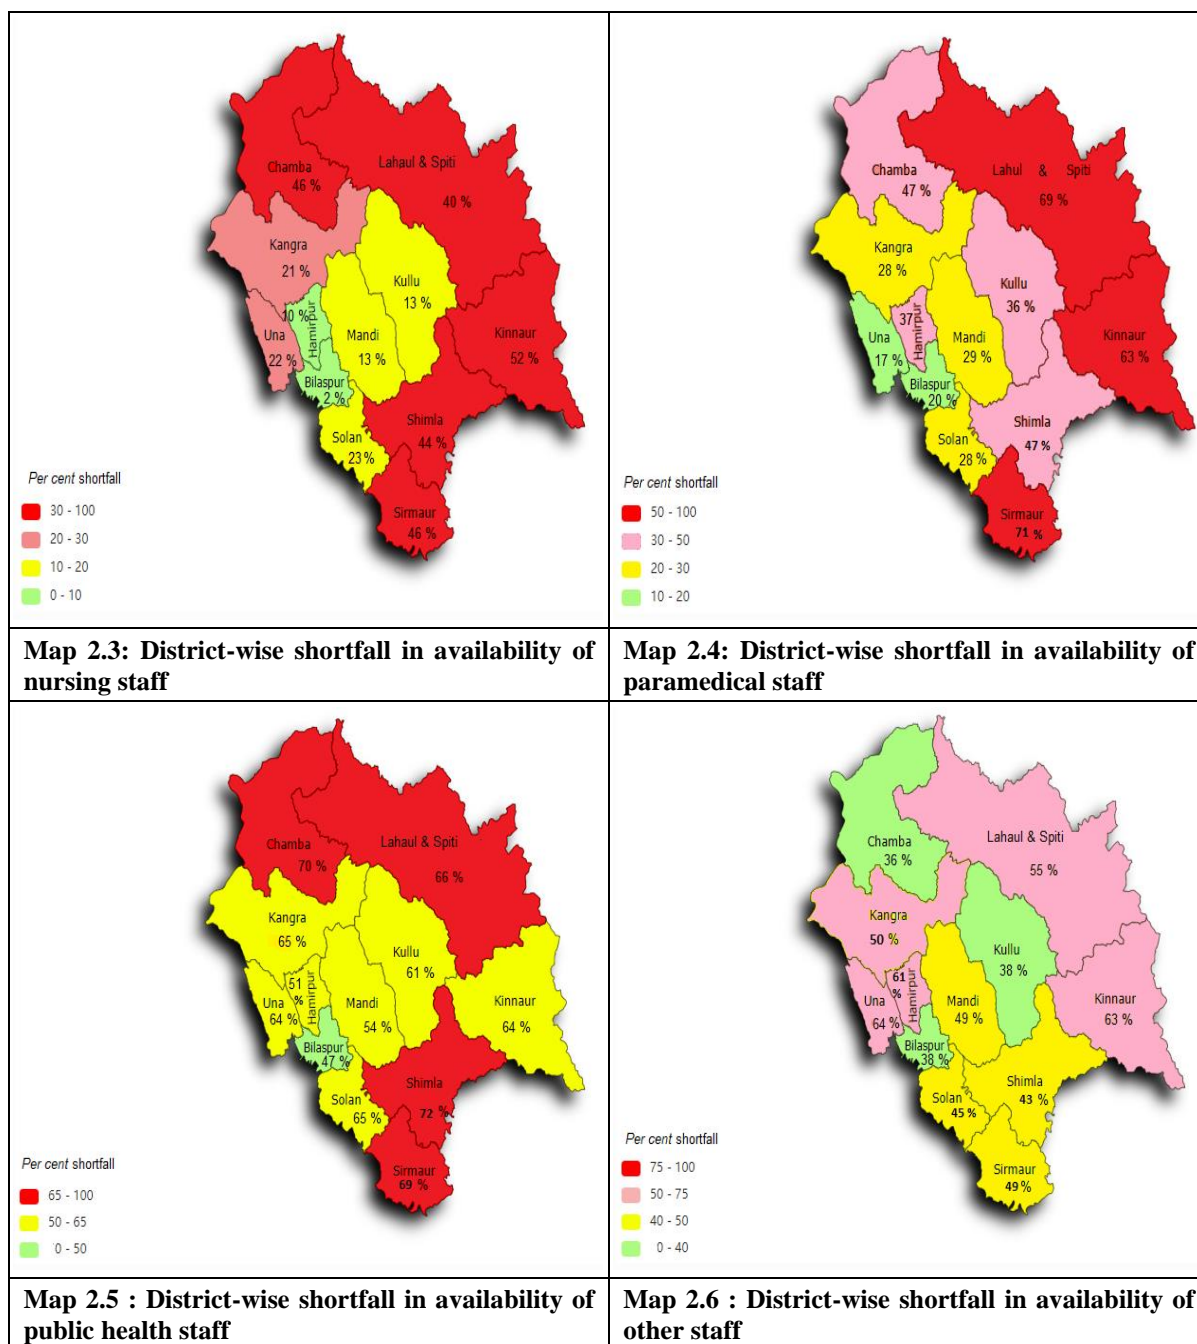 Chamba
46 %
Lahaul & Spiti
40 %
Kangra
21 %
Kullu
13 %
10 %
Hamirpur
Una
22 %
Mandi
13 %
Kinnaur
52 %
Bilaspur
2 %
Shimla
44 %
Solan
23 %
Sirmaur
46 %
Per cent shortfall
30 - 100
20 - 30
10 - 20
0 - 10
Map 2.3: District-wise shortfall in availability of
nursing staff
Chamba
47 %
Lahul & Spiti
69 %
Kangra
28 %
Kullu
36 %
37
Hamirpur
Una
17 %
Mandi
29 %
Kinnaur
63 %
Bilaspur
20 %
Shimla
47 %
Solan
28 %
Sirmaur
71 %
Per cent shortfall
50 - 100
30 - 50
20 - 30
10 - 20
Map 2.4: District-wise shortfall in availability of
paramedical staff
Chamba
70 %
Lahaul & Spiti
66 %
Kangra
65 %
Kullu
61 %
51
%
Hamirpur
Una
64 %
Mandi
54 %
Kinnaur
64 %
Bilaspur
47 %
Shimla
72 %
Solan
65 %
Sirmaur
69 %
Per cent shortfall
65 - 100
50 - 65
0 - 50
Map 2.5 : District-wise shortfall in availability of
public health staff
Chamba
36 %
Lahaul & Spiti
55 %
Kangra
50 %
Kullu
38 %
61
%
Hamirpur
Una
64 %
Mandi
49 %
Kinnaur
63 %
Bilaspur
38 %
Shimla
43 %
Solan
45 %
Sirmaur
49 %
Per cent shortfall
75 - 100
50 - 75
40 - 50
0 - 40
Map 2.6 : District-wise shortfall in availability of
other staff